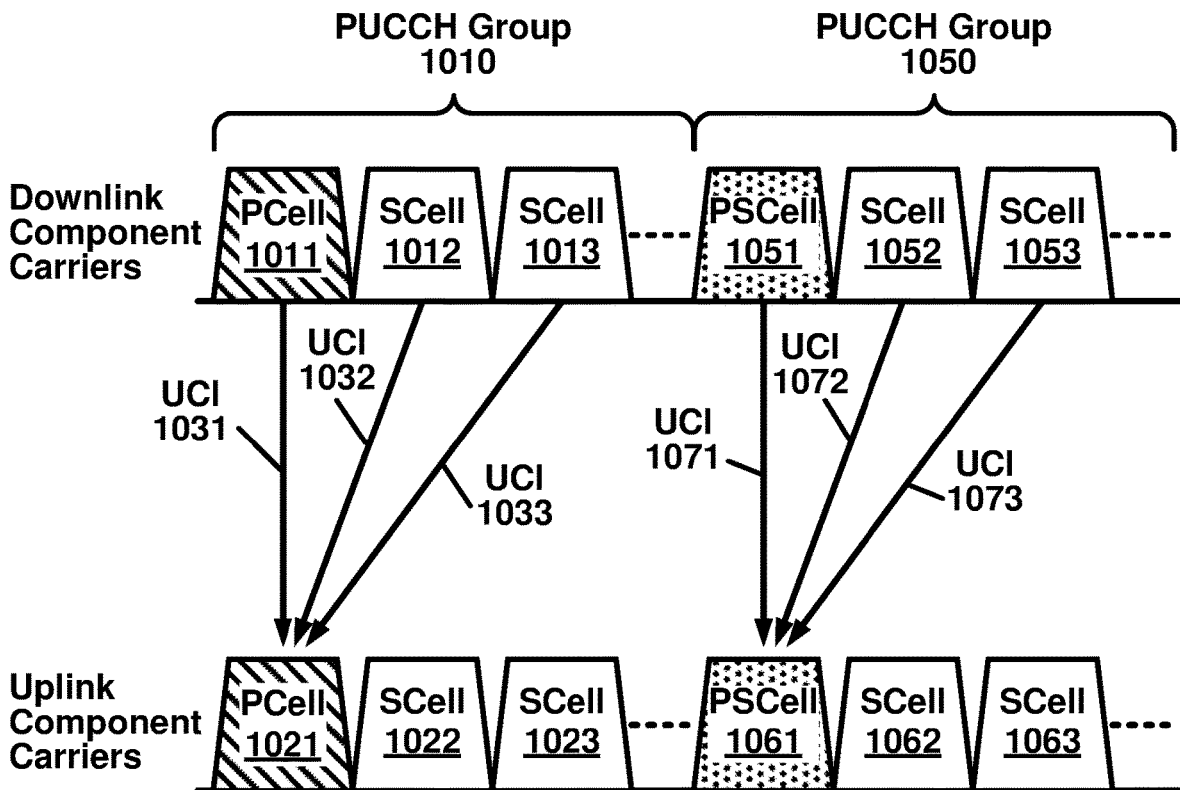 PUCCH Group
1010
PUCCH Group
1050
Downlink
Component
Carriers
PCell
1011
SCell
1012
SCell
1013
PSCell
1051
SCell
1052
SCell
1053
UCI
1031
UCI
1032
UCI
1033
UCI
1071
UCI
1072
UCI
1073
Uplink
Component
Carriers
PCell
1021
SCell
1022
SCell
1023
PSCell
1061
SCell
1062
SCell
1063